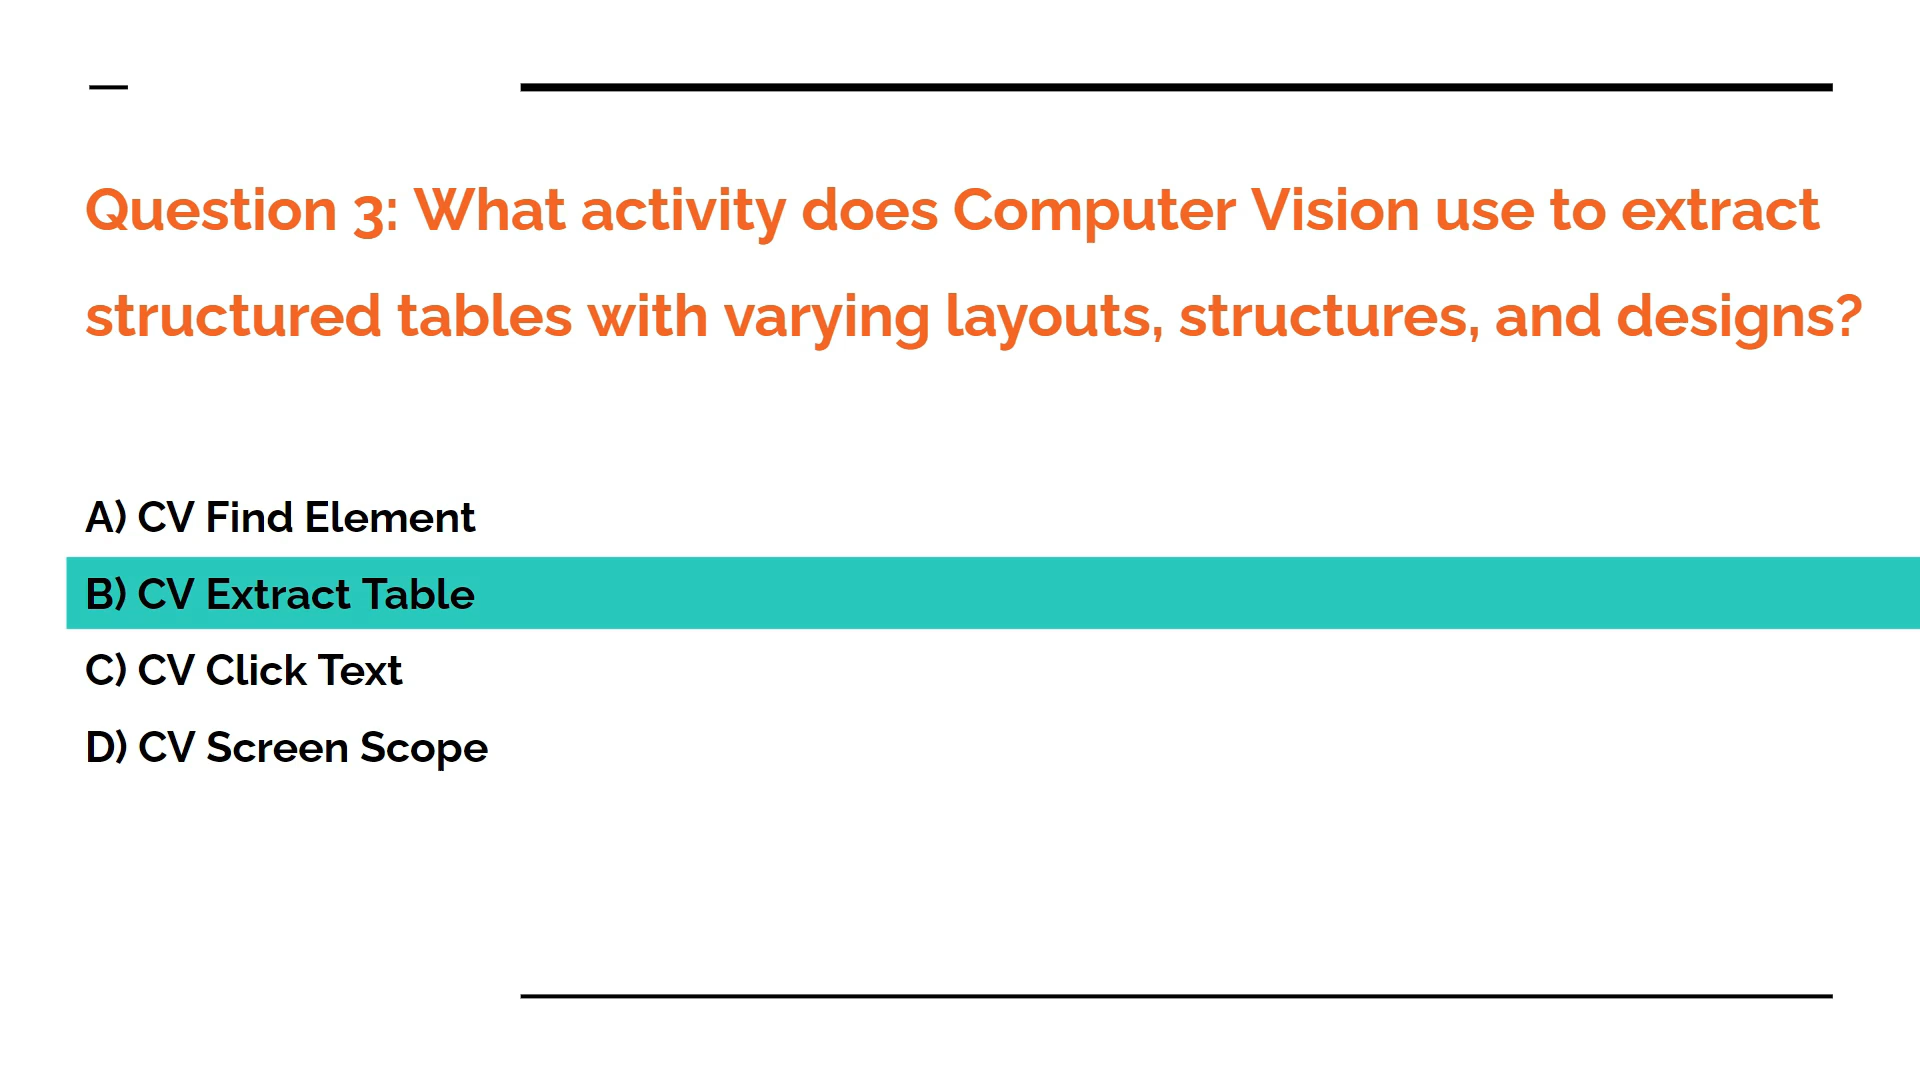 Question 3: What activity does Computer Vision use to extract
structured tables with varying layouts, structures, and designs?
A) CV Find Element
B) CV Extract Table
C) CV Click Text
D) CV Screen Scope